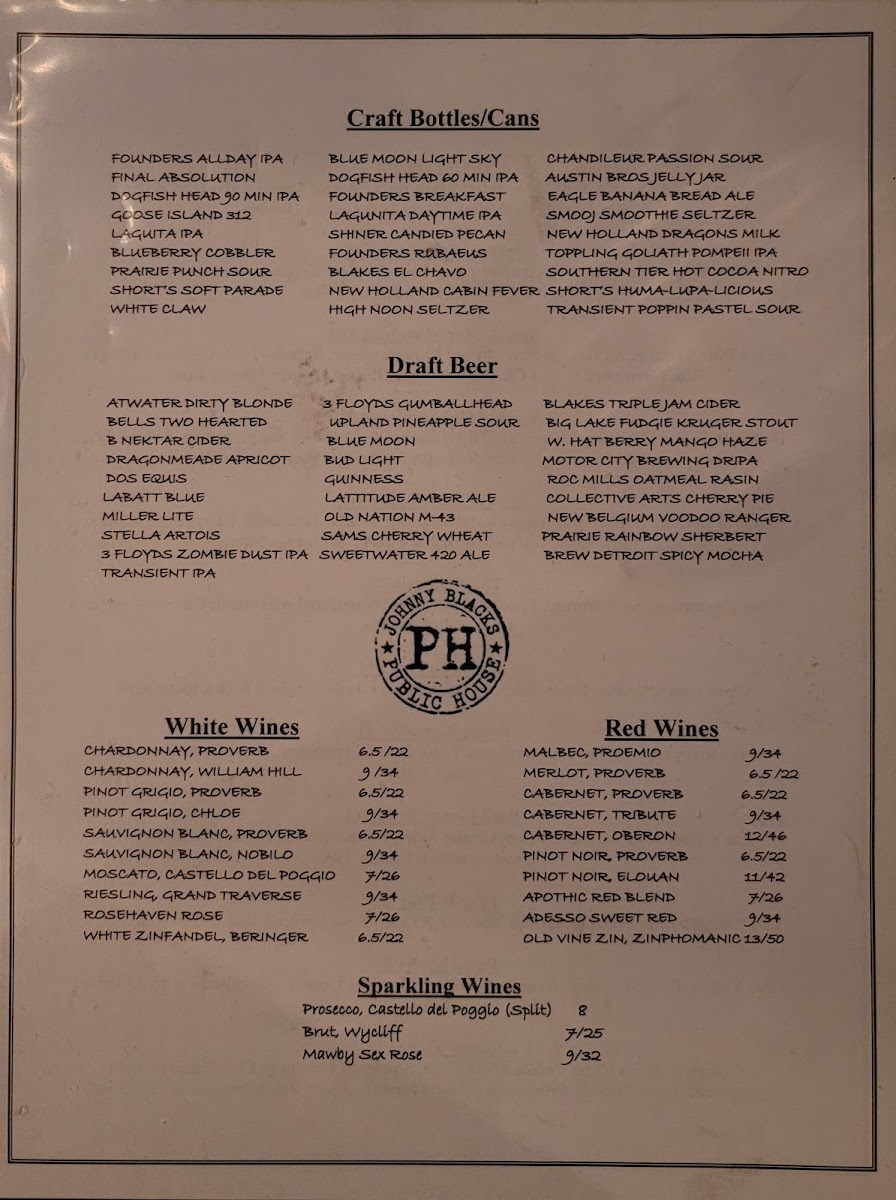 Craft Bottles/Cans
FOUNDERS ALLDAY IPA BLUE MOON LIGHT SKY CHANDILEUR PASSION SOUR
FINAL ABSOLUTION DOGFISH HEAD 60 MIN IPA AUSTIN BROS JELLY JAR
DOGFISH HEAD 90 MIN IPA FOUNDERS BREAKFAST EAGLE BANANA BREAD ALE
GOOSE ISLAND 312 LAGUNITA DAYTIME IPA SMOOJ SMOOTHIE SELTZER
LAGUITA IPA SHINER CANDIED PECAN NEW HOLLAND DRAGONS MILK
BLUEBERRY COBBLER FOUNDERS RUBAEUS TOPPLING GOLIATH POMPEII IPA
PRAIRIE PUNCH SOUR BLAKES EL CHAVO SOUTHERN TIER HOT COCOA NITRO
SHORT'S SOFT PARADE NEW HOLLAND CABIN FEVER SHORT'S HUMA-LUPA-LICIOUS
WHITE CLAW HIGH NOON SELTZER TRANSIENT POPPIN PASTEL SOUR
Draft Beer
ATWATER DIRTY BLONDE 3 FLOYDS GUMBALLHEAD BLAKES TRIPLE JAM CIDER
BELLS TWO HEARTED UPLAND PINEAPPLE SOUR BIG LAKE FUDGIE KRUGER STOUT
B NEKTAR CIDER BLUE MOON W. HAT BERRY MANGO HAZE
DRAGONMEADE APRICOT BUD LIGHT MOTOR CITY BREWING DRIPA
DOS EQUIS GUINNESS ROC MILLS OATMEAL RASIN
LABATT BLUE LATTITUDE AMBER ALE COLLECTIVE ARTS CHERRY PIE
MILLER LITE OLD NATION M-43 NEW BELGIUM VOODOO RANGER
STELLA ARTOIS SAMS CHERRY WHEAT PRAIRIE RAINBOW SHERBERT
3 FLOYDS ZOMBIE DUST IPA SWEETWATER 420 ALE BREW DETROIT SPICY MOCHA
TRANSIENT IPA
JOHNNY BLACKS
PH
PUBLIC HOUSE
White Wines
CHARDONNAY, PROVERB 6.5/22
CHARDONNAY, WILLIAM HILL 9/34
PINOT GRIGIO, PROVERB 6.5/22
PINOT GRIGIO, CHLOE 9/34
SAUVIGNON BLANC, PROVERB 6.5/22
SAUVIGNON BLANC, NOBILO 9/34
MOSCATO, CASTELLO DEL POGGIO 7/26
RIESLING, GRAND TRAVERSE 9/34
ROSEHAVEN ROSE 7/26
WHITE ZINFANDEL, BERINGER 6.5/22
Red Wines
MALBEC, PROEMIO 9/34
MERLOT, PROVERB 6.5/22
CABERNET, PROVERB 6.5/22
CABERNET, TRIBUTE 9/34
CABERNET, OBERON 12/46
PINOT NOIR, PROVERB 6.5/22
PINOT NOIR, ELOUAN 11/42
APOTHIC RED BLEND 7/26
ADESSO SWEET RED 9/34
OLD VINE ZIN, ZINPHOMANIC 13/50
Sparkling Wines
Prosecco, Castello del Poggio (Split) 8
Brut, Wycliff 7/25
Mawby Sex Rose 9/32